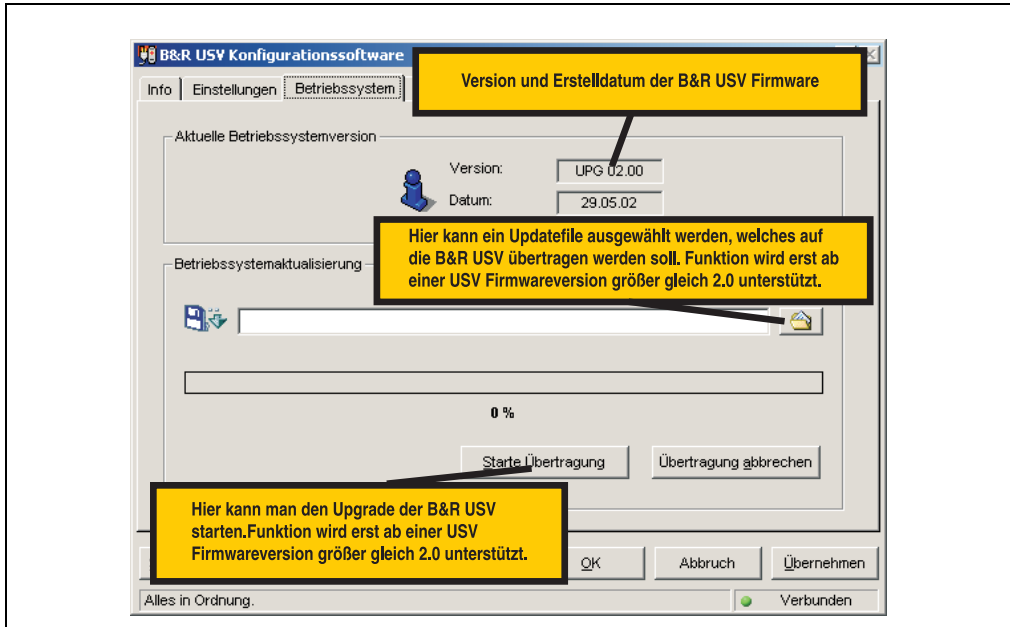 B&R USV Konfigurationssoftware
Version und Erstelldatum der B&R USV Firmware
Info Einstellungen Betriebssystem
Aktuelle Betriebssystemversion
Version: UPG 02.00
Datum: 29.05.02
Hier kann ein Updatefile ausgewählt werden, welches auf
die B&R USV übertragen werden soll. Funktion wird erst ab
einer USV Firmwareversion größer gleich 2.0 unterstützt.
Betriebssystemaktualisierung
0 %
Starte Übertragung Übertragung abbrechen
Hier kann man den Upgrade der B&R USV
starten.Funktion wird erst ab einer USV
Firmwareversion größer gleich 2.0 unterstützt.
OK Abbruch Übernehmen
Alles in Ordnung. Verbunden